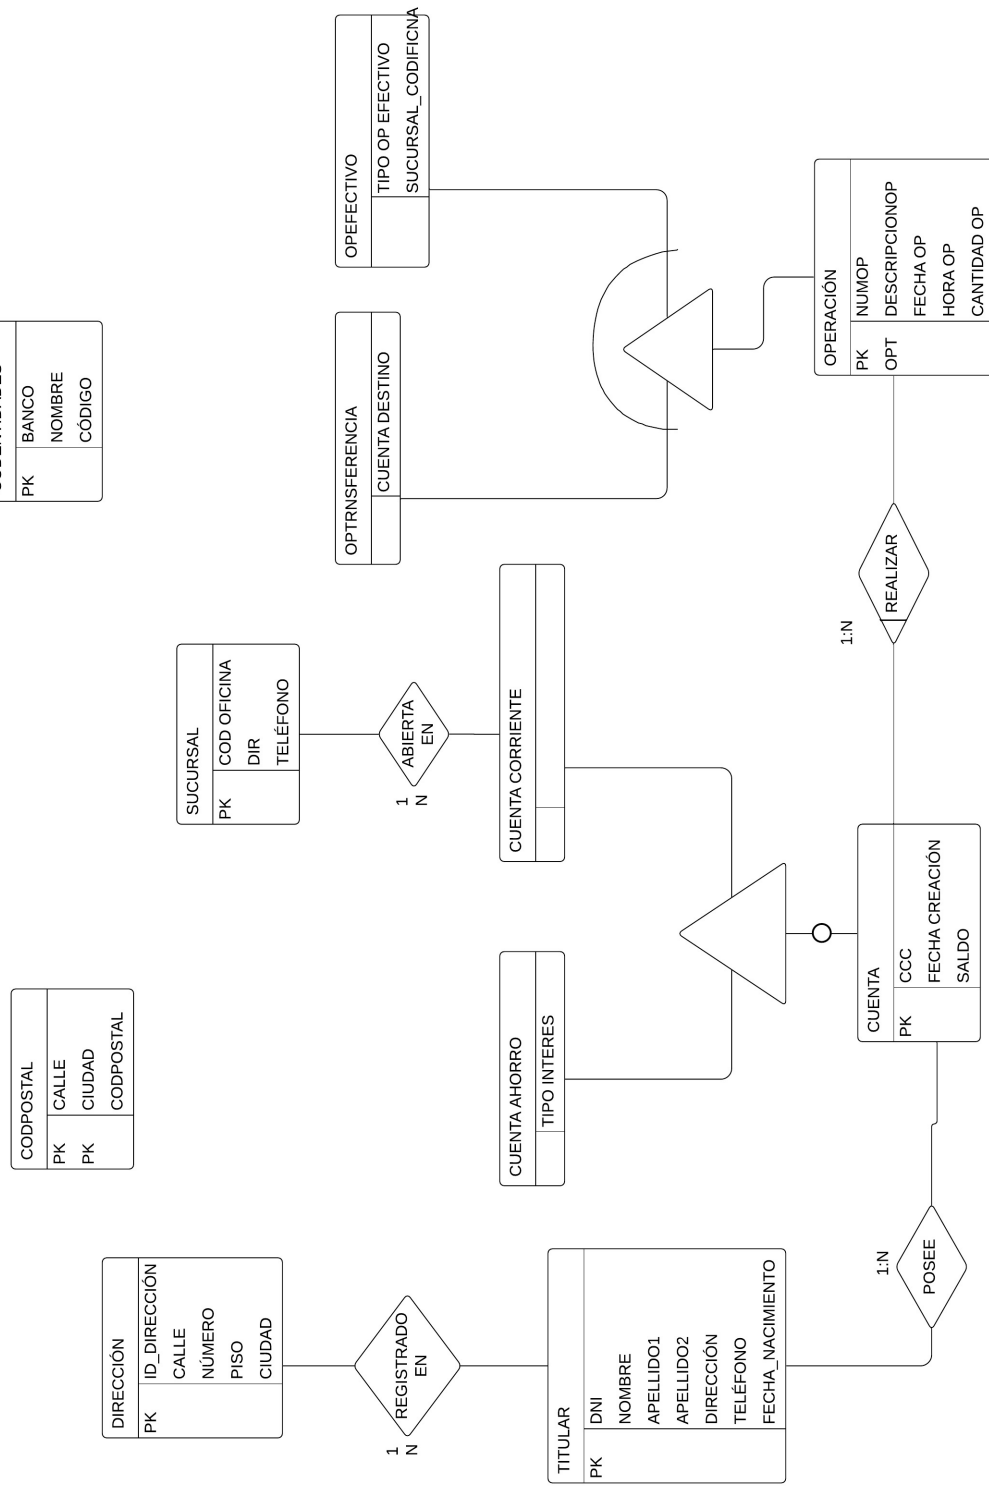 DIRECCIÓN
PK ID_DIRECCIÓN
CALLE
NÚMERO
PISO
CIUDAD
1
N
REGISTRADO
EN
TITULAR
PK DNI
NOMBRE
APELLIDO1
APELLIDO2
DIRECCIÓN
TELÉFONO
FECHA_NACIMIENTO
1:N
POSEE
CODPOSTAL
PK CALLE
PK CIUDAD
CODPOSTAL
CUENTA AHORRO
TIPO INTERES
CUENTA
PK CCC
FECHA CREACIÓN
SALDO
SUCURSAL
PK COD OFICINA
DIR
TELÉFONO
1
N
ABIERTA
EN
CUENTA CORRIENTE
1:N
REALIZAR
PK BANCO
NOMBRE
CÓDIGO
OPTRNSFERENCIA
CUENTA DESTINO
OPEFECTIVO
TIPO OP EFECTIVO
SUCURSAL_CODIFICNA
OPERACIÓN
PK NUMOP
OPT DESCRIPCIONOP
FECHA OP
HORA OP
CANTIDAD OP